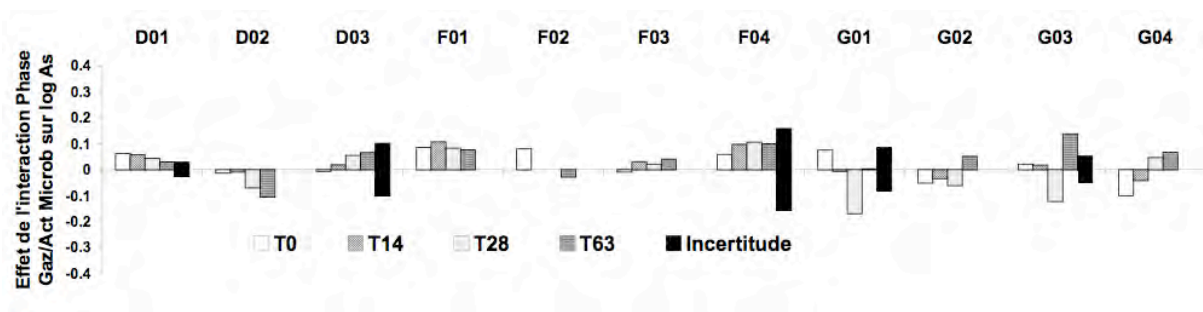 D01 D02 D03 F01 F02 F03 F04 G01 G02 G03 G04
Effet de l'interaction Phase
Gaz/Act Microb sur log As
0.4
0.3
0.2
0.1
0
-0.1
-0.2
-0.3
-0.4
T0 T14 T28 T63 Incertitude